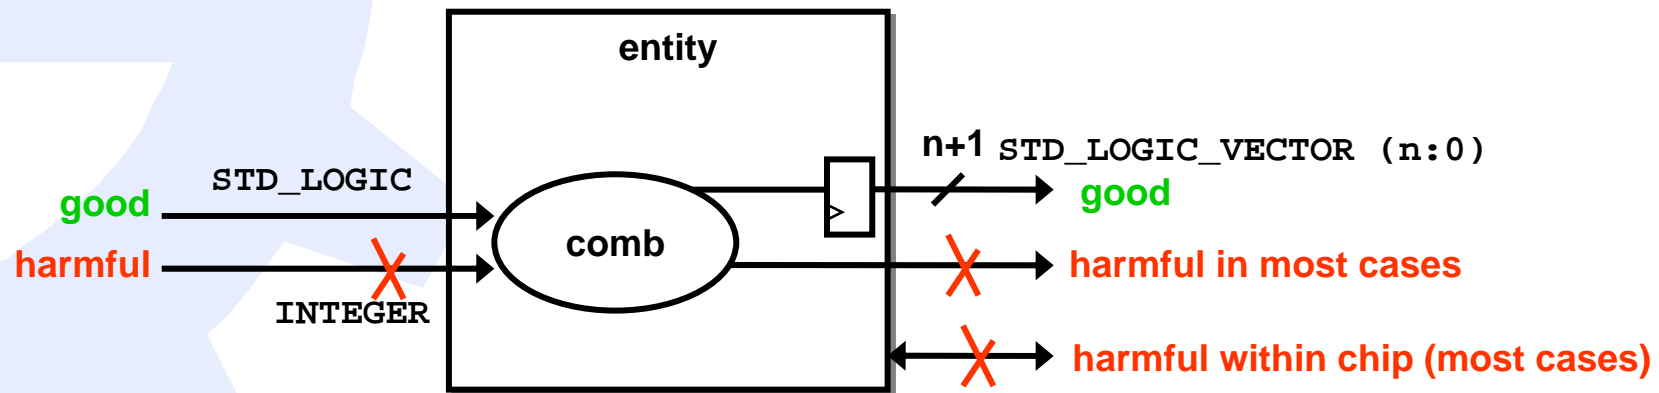 entity
n+1 STD_LOGIC_VECTOR (n:0)
STD_LOGIC
good
good
comb
harmful
harmful in most cases
INTEGER
harmful within chip (most cases)